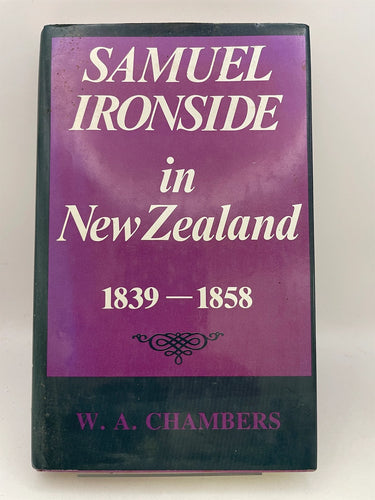 SAMUEL
IRONSIDE
in
New Zealand
1839 — 1858
W. A. CHAMBERS